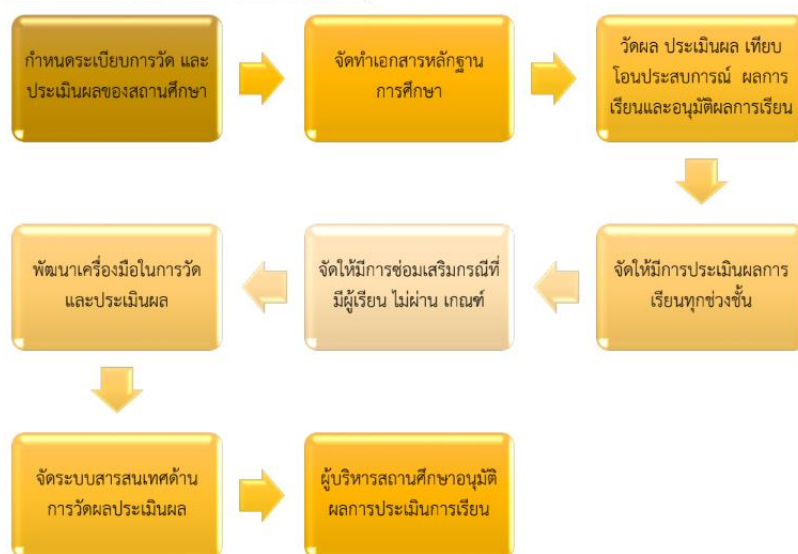 กำหนดระเบียบการวัด และ
ประเมินผลของสถานศึกษา
จัดทำเอกสารหลักฐาน
การศึกษา
วัดผล ประเมินผล เทียบ
โอนประสบการณ์ ผลการ
เรียนและอนุมัติผลการเรียน
จัดให้มีการประเมินผลการ
เรียนทุกช่วงชั้น
จัดให้มีการซ่อมเสริมกรณีที่
มีผู้เรียน ไม่ผ่าน เกณฑ์
พัฒนาเครื่องมือในการวัด
และประเมินผล
จัดระบบสารสนเทศด้าน
การวัดผลประเมินผล
ผู้บริหารสถานศึกษาอนุมัติ
ผลการประเมินการเรียน